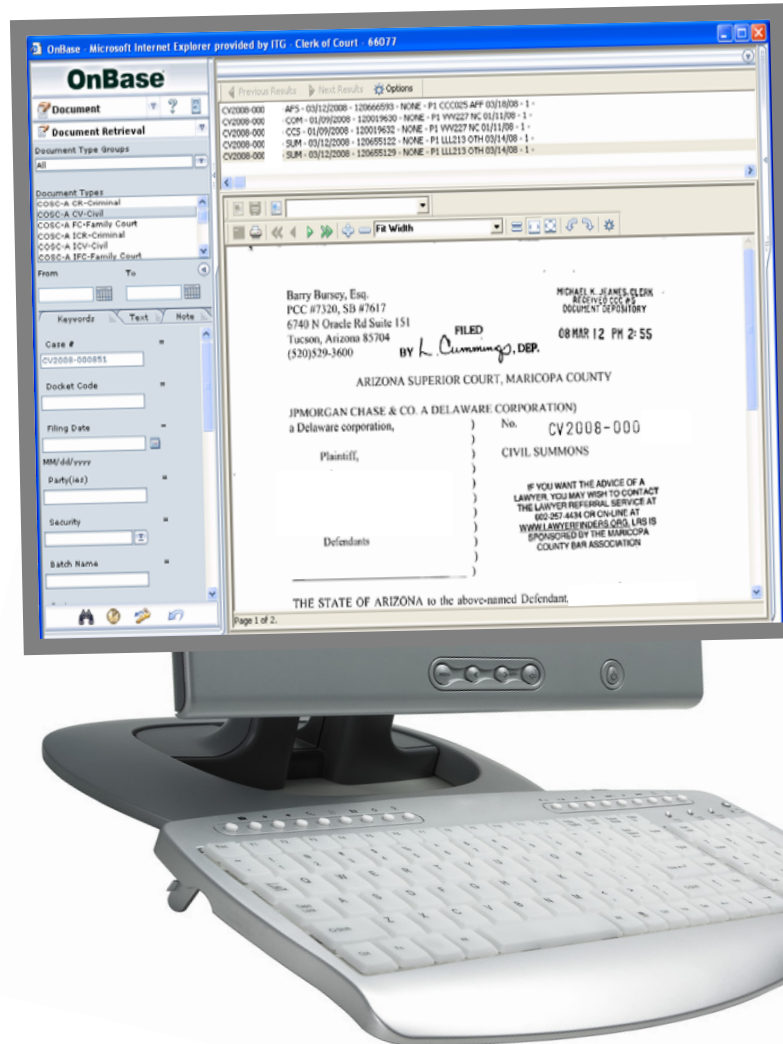 OnBase - Microsoft Internet Explorer provided by ITG - Clerk of Court - 66077
OnBase
Document
?
Document Retrieval
Document Type Groups
All
Document Types
COSC-A CR-Criminal
COSC-A CV-Civil
COSC-A FC-Family Court
COSC-A ICR-Criminal
COSC-A ICV-Civil
COSC-A IFC-Family Court
From To
Keywords Text Note
Case # =
CV2008-000851
Docket Code =
Filing Date =
MM/dd/yyyy
Party(ies) =
Security =
Batch Name =
Previous Results Next Results Options
CV2008-000 AFS - 03/12/2008 - 120666593 - NONE - P1 CCC025 AFF 03/18/08 - 1 -
CV2008-000 - COM - 01/09/2008 - 120019630 - NONE - P1 VVV227 NC 01/11/08 - 1 -
CV2008-000 - CCS - 01/09/2008 - 120019632 - NONE - P1 VVV227 NC 01/11/08 - 1 -
CV2008-000 - SUM - 03/12/2008 - 120655122 - NONE - P1 LLL213 OTH 03/14/08 - 1 -
CV2008-000 - SUM - 03/12/2008 - 120655129 - NONE - P1 LLL213 OTH 03/14/08 - 1 -
Fit Width
Barry Bursey, Esq.
PCC #7320, SB #7617
6740 N Oracle Rd Suite 151
Tucson, Arizona 85704
(520)529-3600
FILED
BY L. Cummings, DEP.
MICHAEL K. JEANES, CLERK
RECEIVED CCC #5
DOCUMENT DEPOSITORY
08 MAR 12 PM 2:55
ARIZONA SUPERIOR COURT, MARICOPA COUNTY
JPMORGAN CHASE & CO. A DELAWARE CORPORATION)
a Delaware corporation, )
Plaintiff, )
Defendants )
No. CV2008-000
CIVIL SUMMONS
IF YOU WANT THE ADVICE OF A
LAWYER, YOU MAY WISH TO CONTACT
THE LAWYER REFERRAL SERVICE AT
602-257-4434 OR ON-LINE AT
WWW.LAWYERFINDERS.ORG. LRS IS
SPONSORED BY THE MARICOPA
COUNTY BAR ASSOCIATION
THE STATE OF ARIZONA to the above-named Defendant,
Page 1 of 2.
Q W E R T Y
A S D F G H J K L
Z X C V B N M